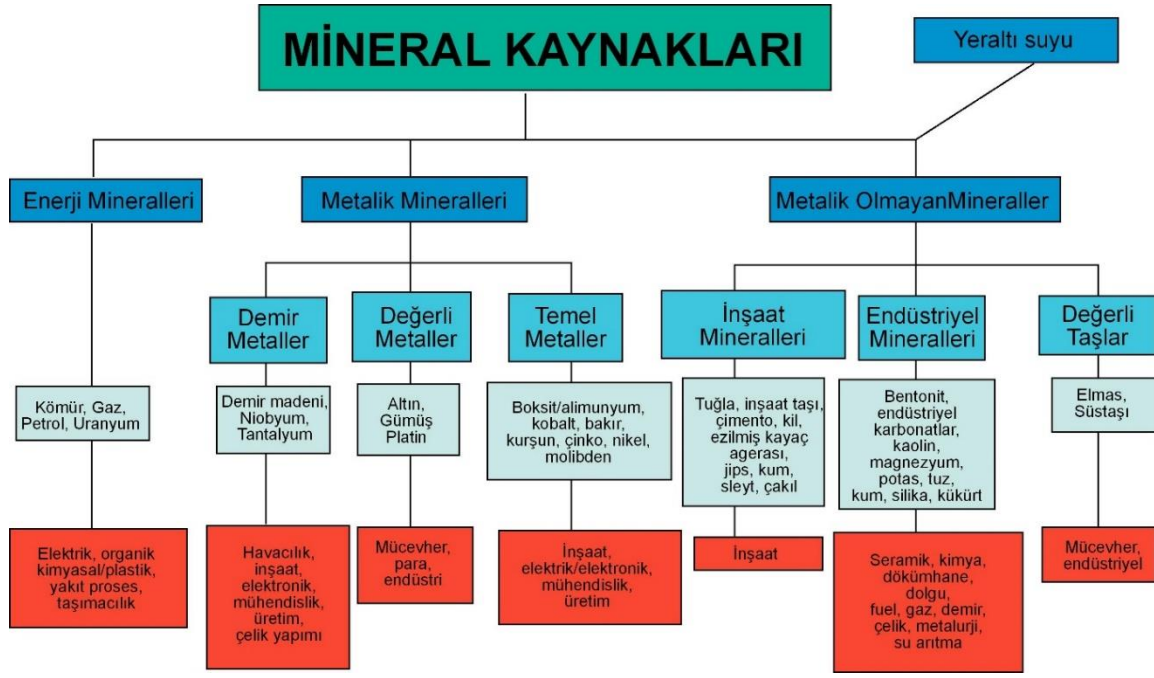 MİNERAL KAYNAKLARI
Yeraltı suyu
Enerji Mineralleri
Metalik Mineralleri
Metalik OlmayanMineraller
Demir
Metaller
Değerli
Metaller
Temel
Metaller
İnşaat
Mineralleri
Endüstriyel
Mineralleri
Değerli
Taşlar
Kömür, Gaz,
Petrol, Uranyum
Demir madeni,
Niobyum,
Tantalyum
Altın,
Gümüş
Platin
Boksit/alimunyum,
kobalt, bakır,
kurşun, çinko, nikel,
molibden
Tuğla, inşaat taşı,
çimento, kil,
ezilmiş kayaç
agerası,
jips, kum,
sleyt, çakıl
Bentonit,
endüstriyel
karbonatlar,
kaolin,
magnezyum,
potas, tuz,
kum, silika, kükürt
Elmas,
Süstaşı
Elektrik, organik
kimyasal/plastik,
yakıt proses,
taşımacılık
Havacılık,
inşaat,
elektronik,
mühendislik,
üretim,
çelik yapımı
Mücevher,
para,
endüstri
İnşaat,
elektrik/elektronik,
mühendislik,
üretim
İnşaat
Seramik, kimya,
dökümhane,
dolgu,
fuel, gaz, demir,
çelik, metalurji,
su arıtma
Mücevher,
endüstriyel